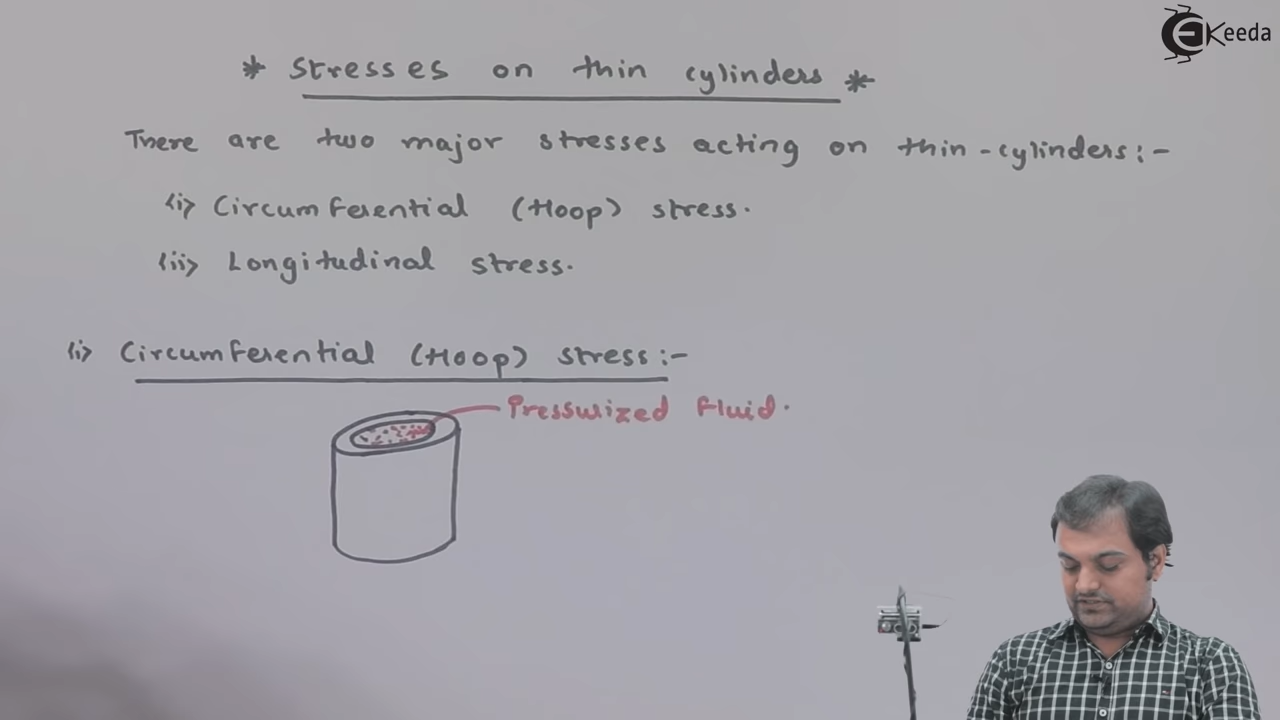 EKeeda
* Stresses on thin cylinders *
There are two major stresses acting on thin-cylinders:-
(i) Circumferential (Hoop) stress.
(ii) Longitudinal stress.
(i) Circumferential (Hoop) stress:-
Pressurized Fluid.